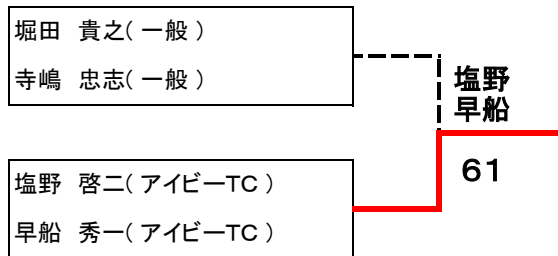 堀田 貴之( 一般 )
寺嶋 忠志( 一般 )
塩野
早船
61
塩野 啓二( アイビーTC )
早船 秀一( アイビーTC )